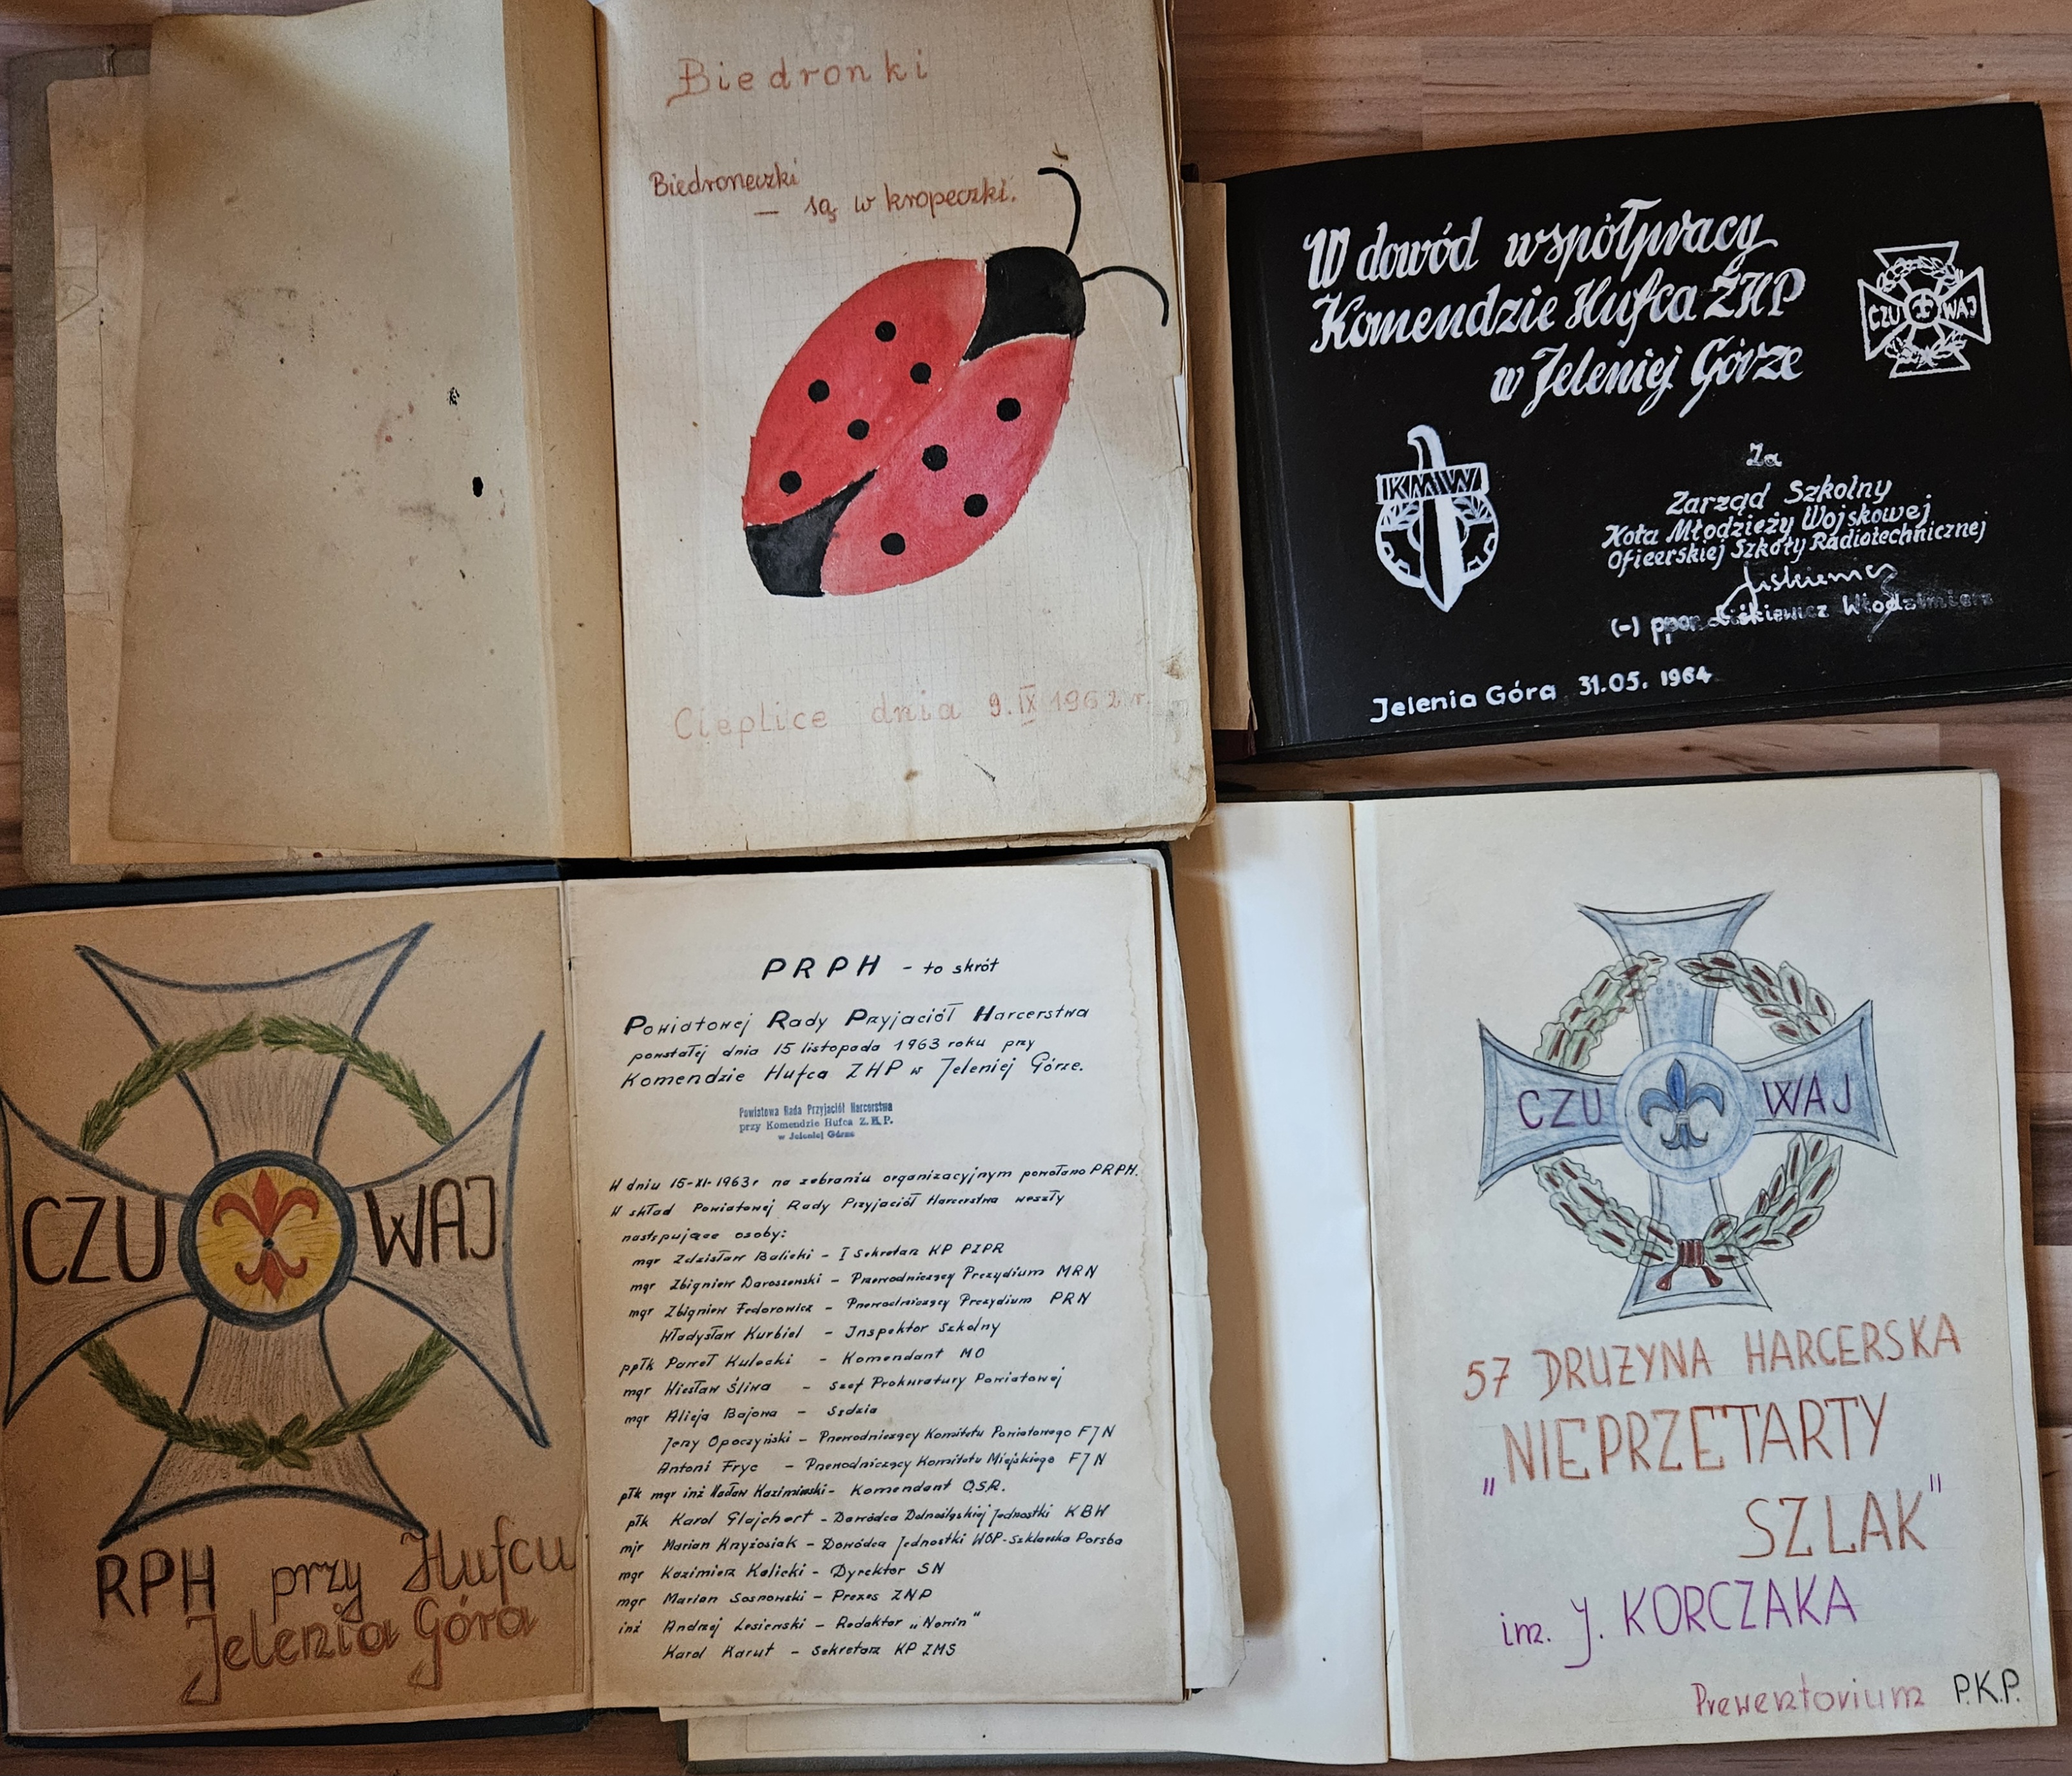 Biedronki
Biedroneczki
– są w kropeczki.
Cieplice dnia 9.IX 1962 r.
W dowód współpracy
Komendzie Hufca ZHP
w Jeleniej Górze
CZU WAJ
KMW
Za
Zarząd Szkolny
Koła Młodzieży Wojskowej
Oficerskiej Szkoły Radiotechnicznej
(-) ppor. Włodzimierz
Jelenia Góra 31.05.1964
CZU WAJ
RPH przy Hufcu
Jelenia Góra
PRPH – to skrót
Powiatowej Rady Przyjaciół Harcerstwa
powstałej dnia 15 listopada 1963 roku przy
Komendzie Hufca ZHP w Jeleniej Górze.
Powiatowa Rada Przyjaciół Harcerstwa
przy Komendzie Hufca Z.H.P.
w Jeleniej Górze
W dniu 15-XI-1963r na zebraniu organizacyjnym powołano PRPH.
W skład Powiatowej Rady Przyjaciół Harcerstwa weszły
następujące osoby:
mgr Zdzisław Balicki – I Sekretarz KP PZPR
mgr Zbigniew Daroszewski – Przewodniczący Prezydium MRN
mgr Zbigniew Fedorowicz – Przewodniczący Prezydium PRN
Władysław Kurbiel – Inspektor Szkolny
ppłk Paweł Kulecki – Komendant MO
mgr Wiesław Śliwa – Szef Prokuratury Powiatowej
mgr Alicja Bajowa – Sędzia
Jerzy Opoczyński – Przewodniczący Komitetu Powiatowego FJN
Antoni Fryc – Przewodniczący Komitetu Miejskiego FJN
płk mgr inż Wacław Kazimirski – Komendant O.S.R.
płk Karol Glajchert – Dowódca Dolnośląskiej Jednostki KBW
mjr Marian Krzyżosiak – Dowódca Jednostki WOP-Szklarska Poręba
mgr Kazimierz Kalicki – Dyrektor SN
mgr Marian Sosnowski – Prezes ZNP
inż Andrzej Lesiewski – Redaktor „Nowin"
Karol Karut – Sekretarz KP ZMS
CZU WAJ
57 DRUŻYNA HARCERSKA
„NIEPRZETARTY
SZLAK"
im. J. KORCZAKA
Prewentorium P.K.P.